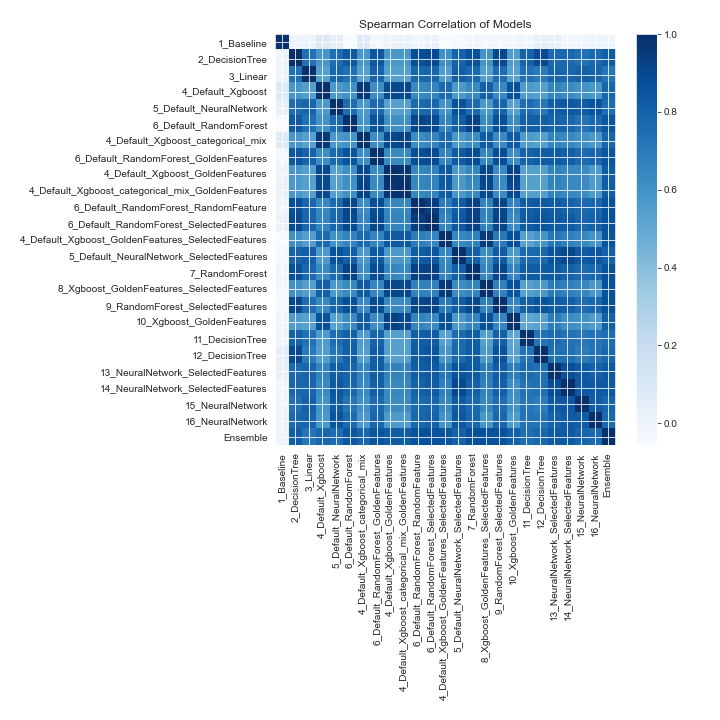 Spearman Correlation of Models
1_Baseline
2_DecisionTree
3_Linear
4_Default_Xgboost
5_Default_NeuralNetwork
6_Default_RandomForest
4_Default_Xgboost_categorical_mix
6_Default_RandomForest_GoldenFeatures
4_Default_Xgboost_GoldenFeatures
4_Default_Xgboost_categorical_mix_GoldenFeatures
6_Default_RandomForest_RandomFeature
6_Default_RandomForest_SelectedFeatures
4_Default_Xgboost_GoldenFeatures_SelectedFeatures
5_Default_NeuralNetwork_SelectedFeatures
7_RandomForest
8_Xgboost_GoldenFeatures_SelectedFeatures
9_RandomForest_SelectedFeatures
10_Xgboost_GoldenFeatures
11_DecisionTree
12_DecisionTree
13_NeuralNetwork_SelectedFeatures
14_NeuralNetwork_SelectedFeatures
15_NeuralNetwork
16_NeuralNetwork
Ensemble
1_Baseline
2_DecisionTree
3_Linear
4_Default_Xgboost
5_Default_NeuralNetwork
6_Default_RandomForest
4_Default_Xgboost_categorical_mix
6_Default_RandomForest_GoldenFeatures
4_Default_Xgboost_GoldenFeatures
4_Default_Xgboost_categorical_mix_GoldenFeatures
6_Default_RandomForest_RandomFeature
6_Default_RandomForest_SelectedFeatures
4_Default_Xgboost_GoldenFeatures_SelectedFeatures
5_Default_NeuralNetwork_SelectedFeatures
7_RandomForest
8_Xgboost_GoldenFeatures_SelectedFeatures
9_RandomForest_SelectedFeatures
10_Xgboost_GoldenFeatures
11_DecisionTree
12_DecisionTree
13_NeuralNetwork_SelectedFeatures
14_NeuralNetwork_SelectedFeatures
15_NeuralNetwork
16_NeuralNetwork
Ensemble
1.0
0.8
0.6
0.4
0.2
0.0